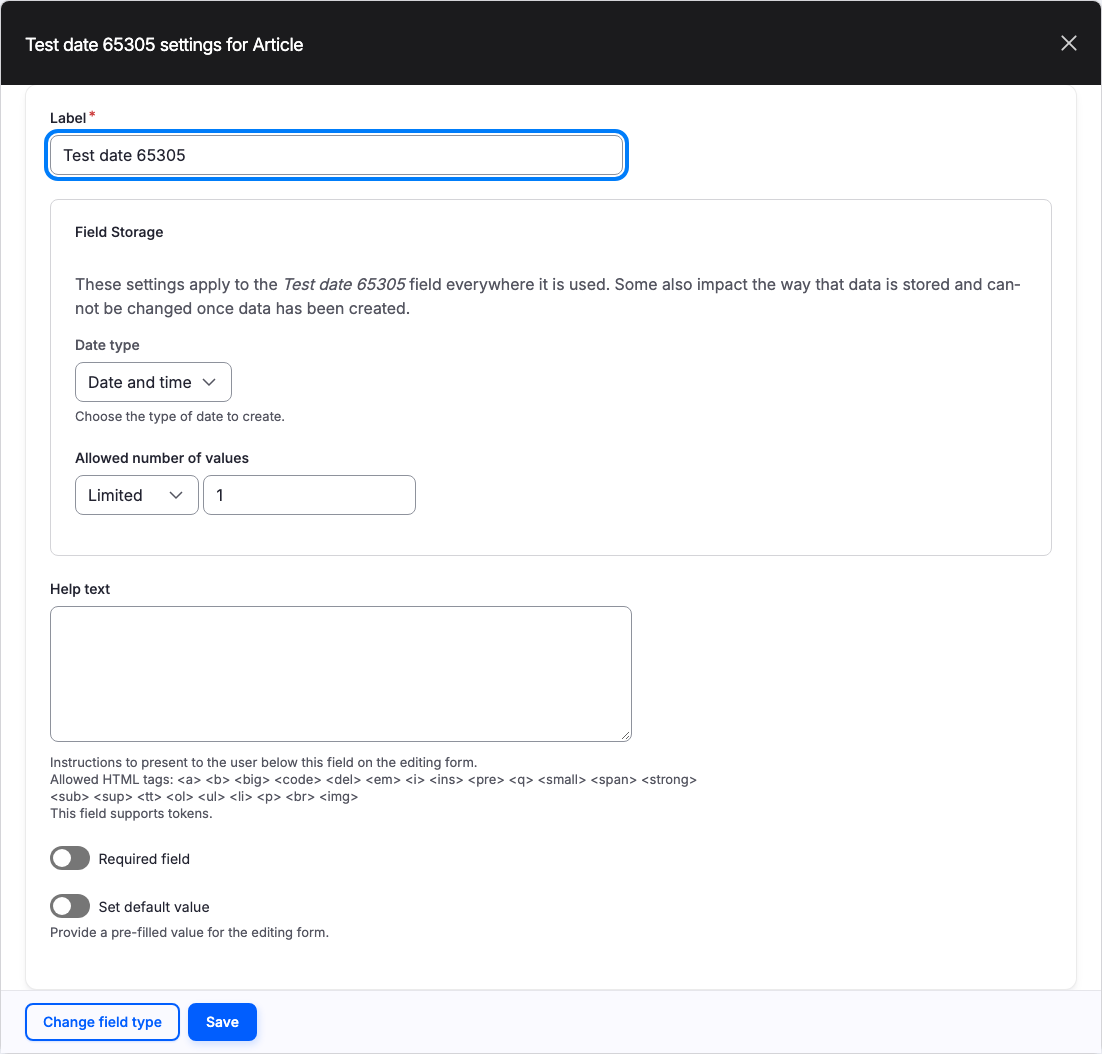 Test date 65305 settings for Article
Label*
Test date 65305
Field Storage
These settings apply to the Test date 65305 field everywhere it is used. Some also impact the way that data is stored and can-
not be changed once data has been created.
Date type
Date and time
Choose the type of date to create.
Allowed number of values
Limited 1
Help text
Instructions to present to the user below this field on the editing form.
Allowed HTML tags: <a> <b> <big> <code> <del> <em> <i> <ins> <pre> <q> <small> <span> <strong>
<sub> <sup> <tt> <ol> <ul> <li> <p> <br> <img>
This field supports tokens.
Required field
Set default value
Provide a pre-filled value for the editing form.
Change field type Save